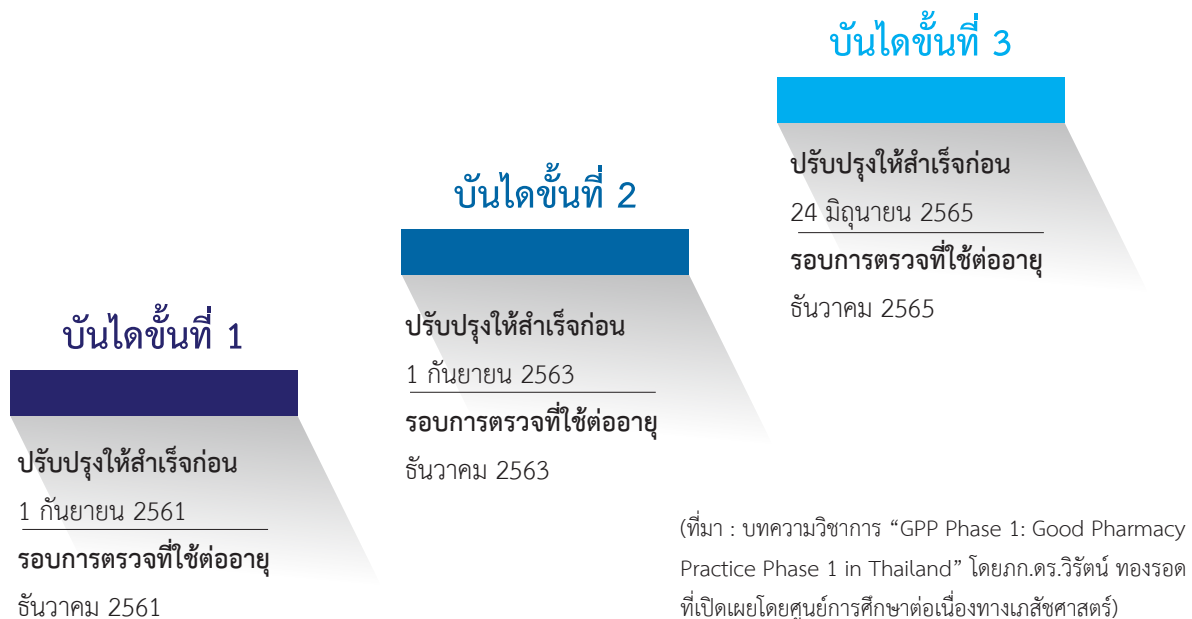 บันไดขั้นที่ 1
ปรับปรุงให้สำเร็จก่อน
1 กันยายน 2561
รอบการตรวจที่ใช้ต่ออายุ
ธันวาคม 2561
บันไดขั้นที่ 2
ปรับปรุงให้สำเร็จก่อน
1 กันยายน 2563
รอบการตรวจที่ใช้ต่ออายุ
ธันวาคม 2563
บันไดขั้นที่ 3
ปรับปรุงให้สำเร็จก่อน
24 มิถุนายน 2565
รอบการตรวจที่ใช้ต่ออายุ
ธันวาคม 2565
(ที่มา : บทความวิชาการ “GPP Phase 1: Good Pharmacy
Practice Phase 1 in Thailand” โดยภก.ดร.วิรัตน์ ทองรอด
ที่เปิดเผยโดยศูนย์การศึกษาต่อเนื่องทางเภสัชศาสตร์)